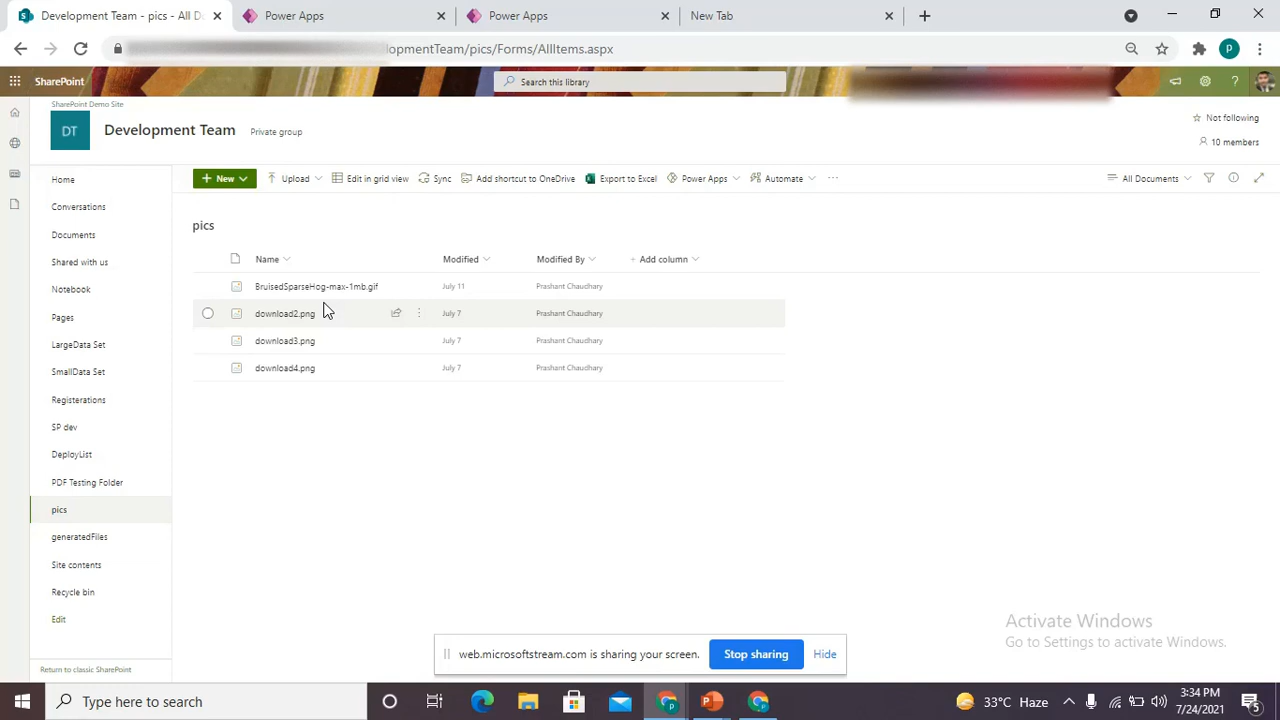 Development Team - pics - All Do
Power Apps
Power Apps
New Tab
lopmentTeam/pics/Forms/AllItems.aspx
P
SharePoint
Search this library
SharePoint Demo Site
DT
Development Team
Private group
Not following
10 members
Home
Conversations
Documents
Shared with us
Notebook
Pages
LargeData Set
SmallData Set
Registerations
SP dev
DeployList
PDF Testing Folder
pics
generatedFiles
Site contents
Recycle bin
Edit
Return to classic SharePoint
+ New
Upload
Edit in grid view
Sync
Add shortcut to OneDrive
Export to Excel
Power Apps
Automate
...
All Documents
pics
Name Modified Modified By + Add column
BruisedSparseHog-max-1mb.gif July 11 Prashant Chaudhary
download2.png July 7 Prashant Chaudhary
download3.png July 7 Prashant Chaudhary
download4.png July 7 Prashant Chaudhary
Activate Windows
Go to Settings to activate Windows.
web.microsoftstream.com is sharing your screen.
Stop sharing
Hide
Type here to search
33°C Haze
3:34 PM
7/24/2021
5